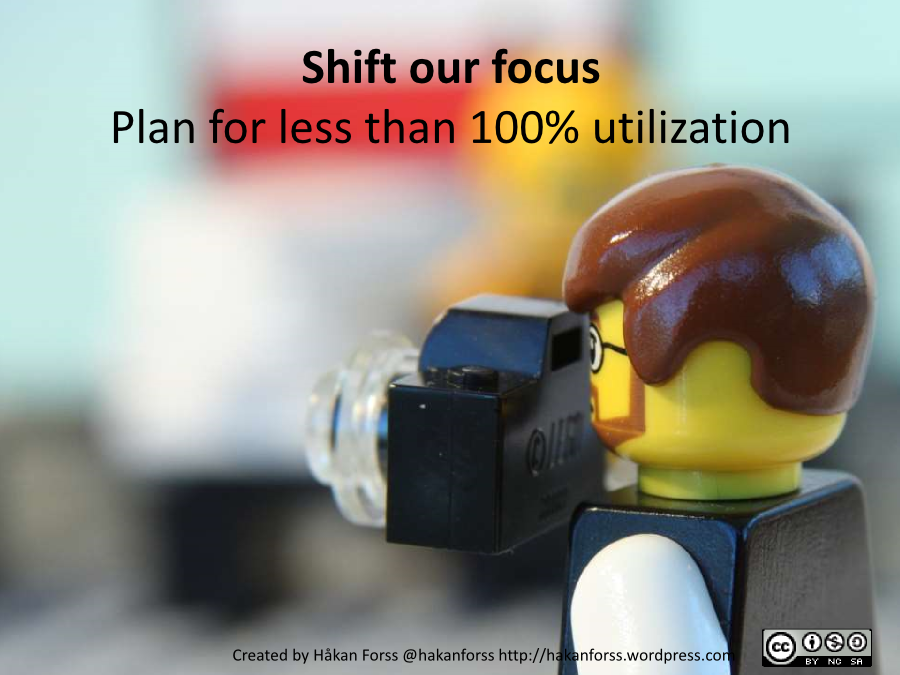 Shift our focus
Plan for less than 100% utilization
Created by Håkan Forss @hakanforss http://hakanforss.wordpress.com
cc
BY NC SA